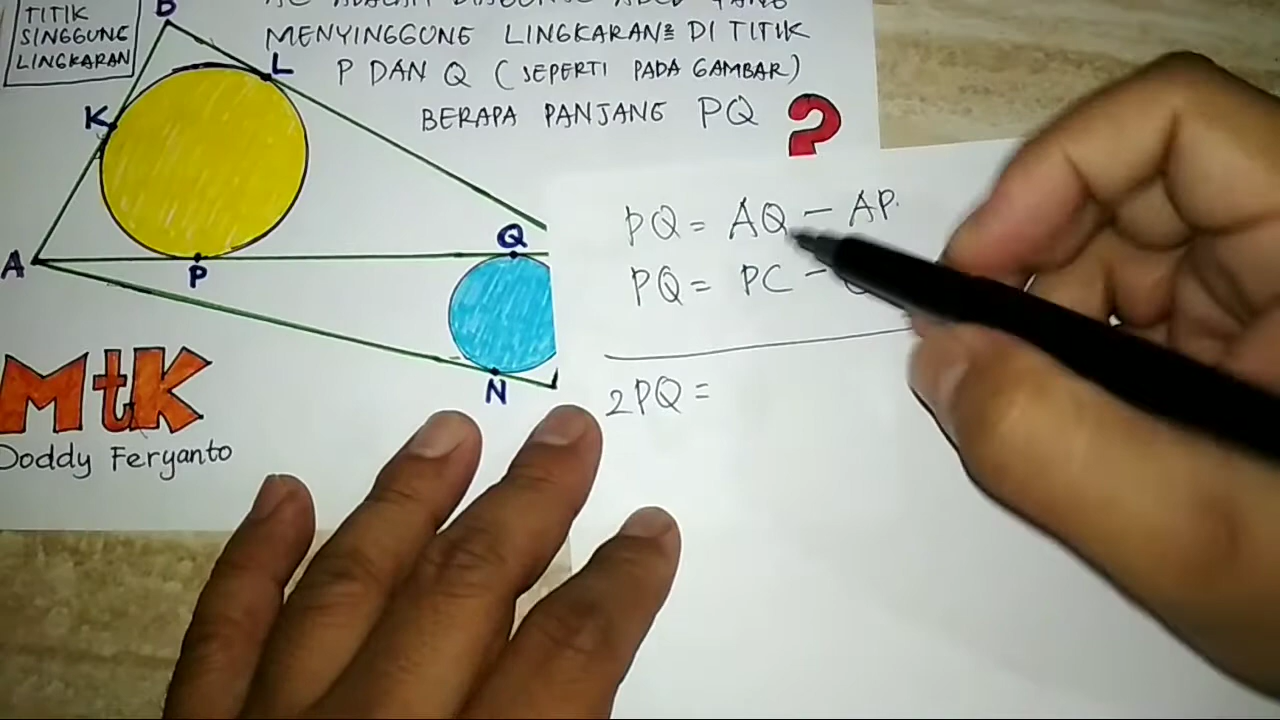 TITIK
SINGGUNG
LINGKARAN
B
MENYINGGUNG LINGKARAN² DI TITIK
P DAN Q (SEPERTI PADA GAMBAR)
BERAPA PANJANG PQ ?
L
K
A
P
Q
N
PQ = AQ - AP
PQ = PC -
2PQ =
MtK
Doddy Feryanto